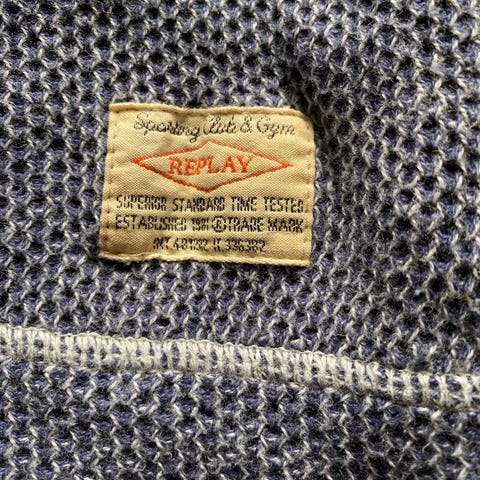 Sporting Club & Gym
REPLAY
SUPERIOR STANDARD TIME TESTED
ESTABLISHED 1981 ® TRADE MARK